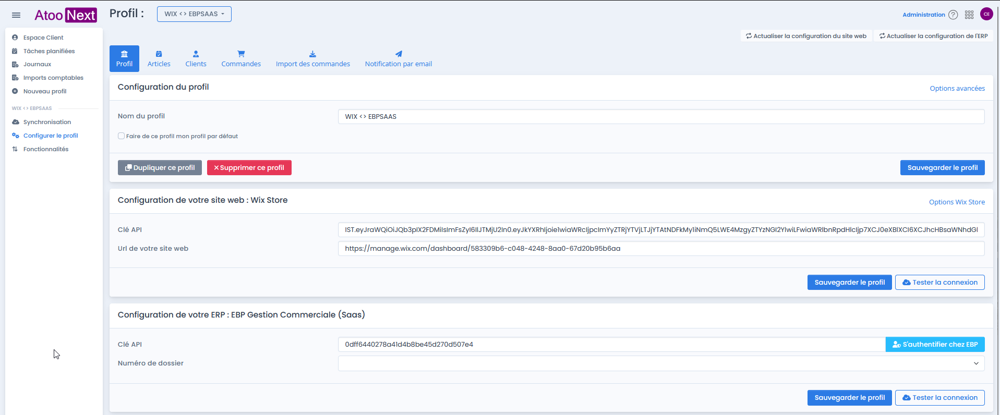 Atoo Next
Profil :
WIX <> EBPSAAS
Administration
?
CE
Espace Client
Tâches planifiées
Journaux
Imports comptables
Nouveau profil
WIX <> EBPSAAS
Synchronisation
Configurer le profil
Fonctionnalités
Actualiser la configuration du site web
Actualiser la configuration de l'ERP
Profil
Articles
Clients
Commandes
Import des commandes
Notification par email
Configuration du profil
Options avancées
Nom du profil
WIX <> EBPSAAS
Faire de ce profil mon profil par défaut
Dupliquer ce profil
Supprimer ce profil
Sauvegarder le profil
Configuration de votre site web : Wix Store
Options Wix Store
Clé API
Url de votre site web
https://manage.wix.com/dashboard/583309b6-c048-4248-8aa0-67d20b95b6aa
Sauvegarder le profil
Tester la connexion
Configuration de votre ERP : EBP Gestion Commerciale (Saas)
Clé API
0dff6440278a41d4b8be45d270d507e4
S'authentifier chez EBP
Numéro de dossier
Sauvegarder le profil
Tester la connexion